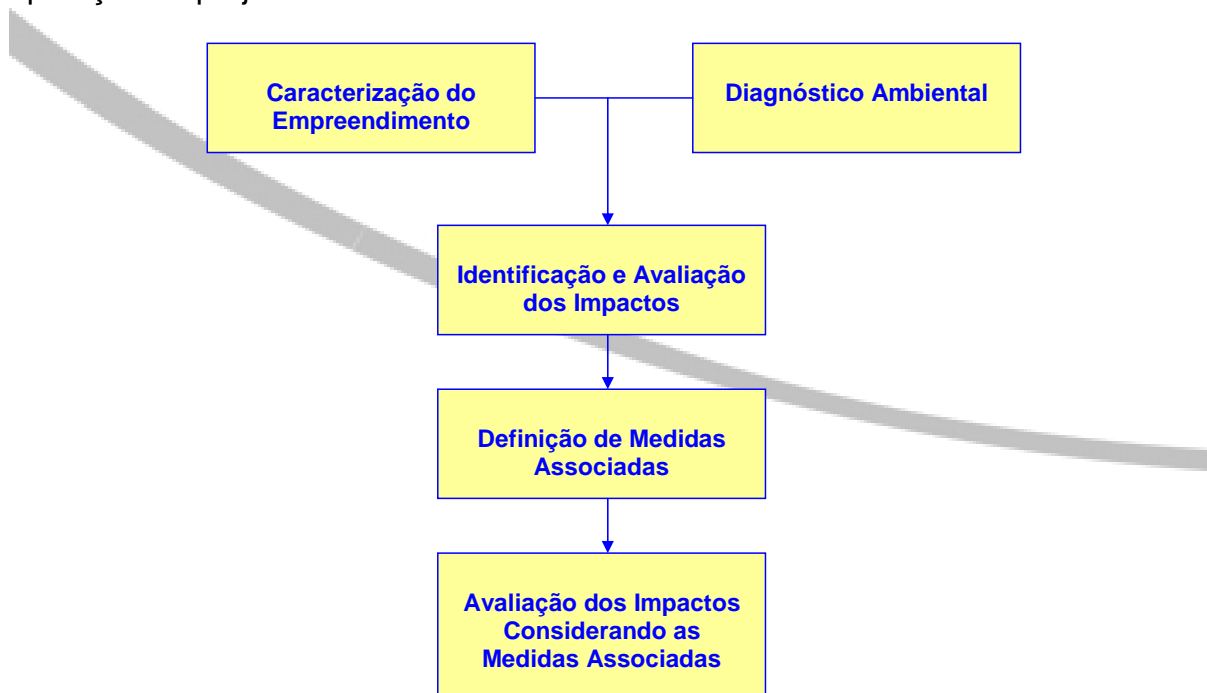 Caracterização do
Empreendimento
Diagnóstico Ambiental
Identificação e Avaliação
dos Impactos
Definição de Medidas
Associadas
Avaliação dos Impactos
Considerando as
Medidas Associadas